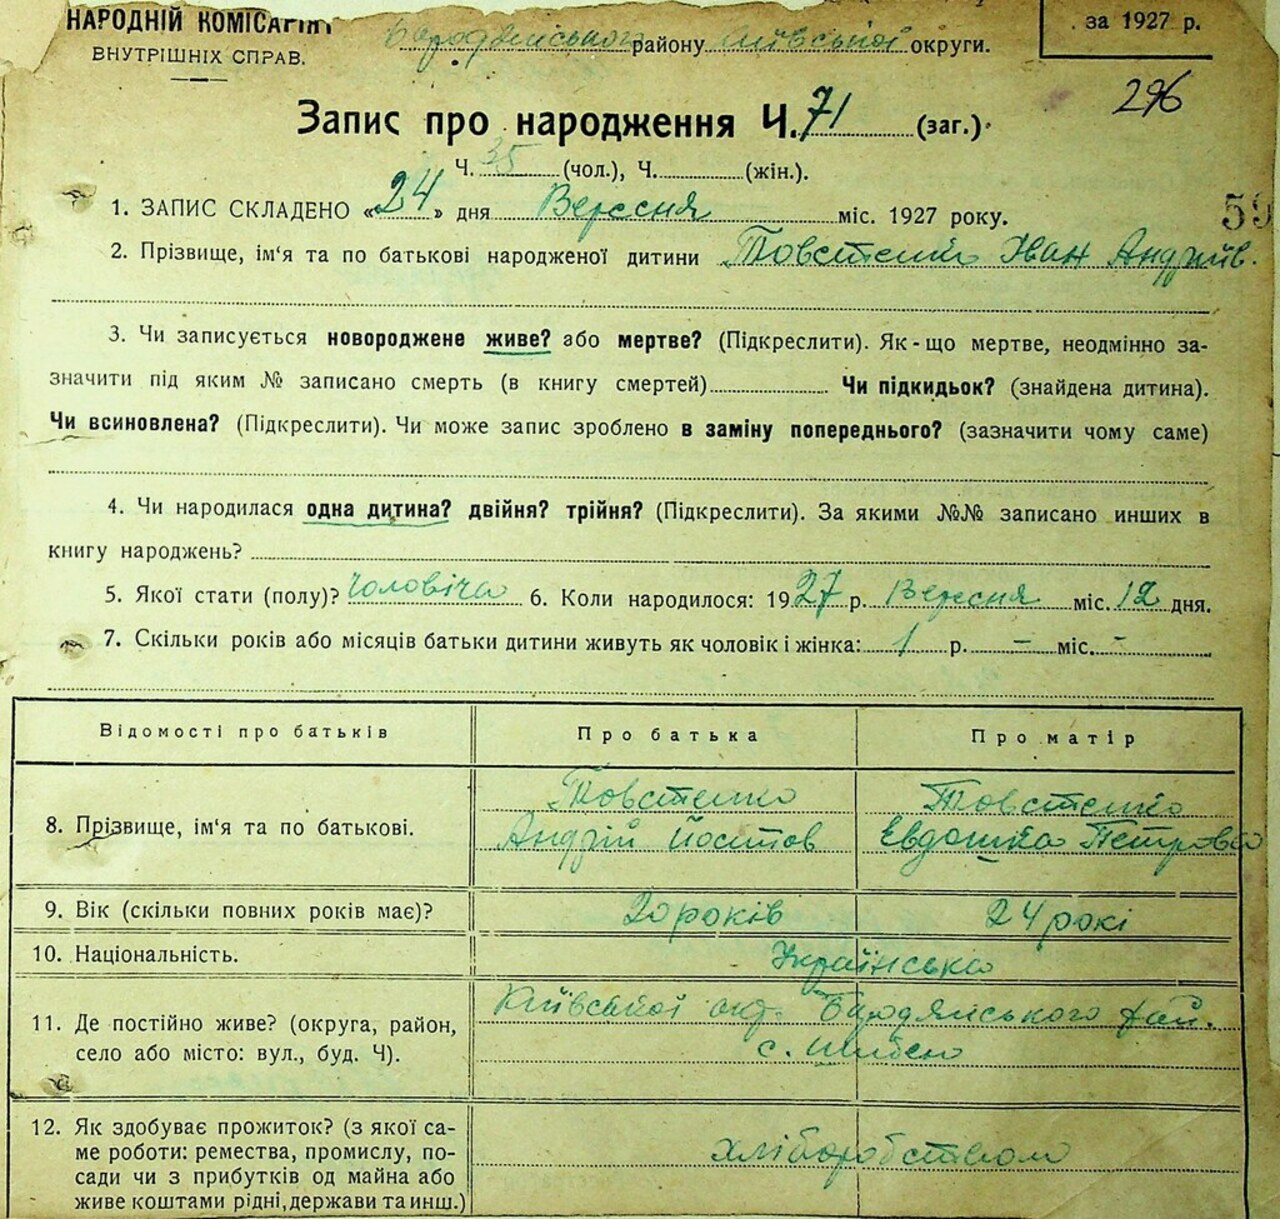 НАРОДНІЙ КОМІСАРІЯТ
ВНУТРІШНІХ СПРАВ.
Бородянського району Київської округи.
за 1927 р.
296
Запис про народження Ч. 71 (заг.)
Ч. 35 (чол.), Ч. (жін.).
1. ЗАПИС СКЛАДЕНО «24» дня Вересня міс. 1927 року.
59
2. Прізвище, ім'я та по батькові народженої дитини Товстенко Іван Андріїв.
3. Чи записується новороджене живе? або мертве? (Підкреслити). Як-що мертве, неодмінно за-
значити під яким № записано смерть (в книгу смертей) Чи підкидьок? (знайдена дитина).
Чи всиновлена? (Підкреслити). Чи може запис зроблено в заміну попереднього? (зазначити чому саме)
4. Чи народилася одна дитина? двійня? трійня? (Підкреслити). За якими №№ записано инших в
книгу народжень?
5. Якої стати (полу)? Чоловіча 6. Коли народилося: 1927 р. Вересня міс. 12 дня.
7. Скільки років або місяців батьки дитини живуть як чоловік і жінка: 1 р. – міс. -
Відомості про батьків Про батька Про матір
8. Прізвище, ім'я та по батькові.
Товстенко Товстенко
Андрій Евдошка Петровна
9. Вік (скільки повних років має)? 20 років 24 рокі
10. Національність. Українська
11. Де постійно живе? (округа, район,
село або місто: вул., буд. Ч).
Київської окр. Бородянського рай.
с. Шибено
12. Як здобуває прожиток? (з якої са-
ме роботи: ремества, промислу, по-
сади чи з прибутків од майна або
живе коштами рідні, держави та инш.)
хліборобством